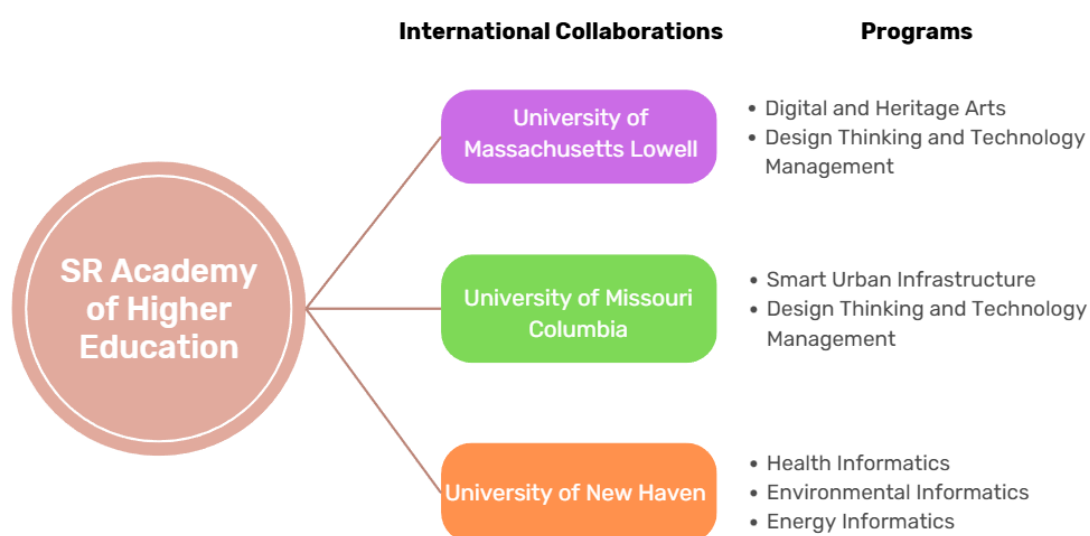 International Collaborations
Programs
SR Academy
of Higher
Education
University of
Massachusetts Lowell
• Digital and Heritage Arts
• Design Thinking and Technology
Management
University of Missouri
Columbia
• Smart Urban Infrastructure
• Design Thinking and Technology
Management
University of New Haven
• Health Informatics
• Environmental Informatics
• Energy Informatics